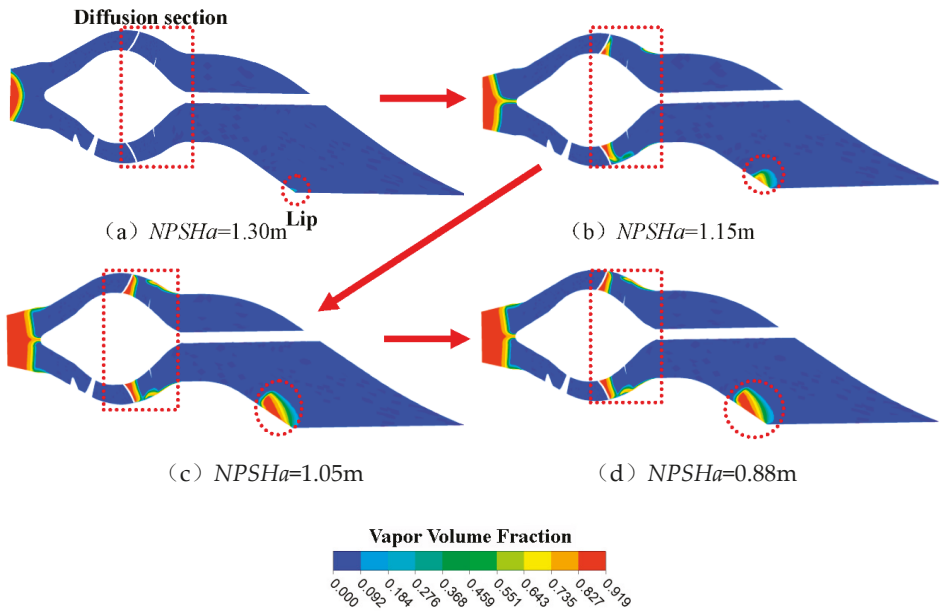 Diffusion section
Lip
（a）NPSHa=1.30m
（b）NPSHa=1.15m
（c）NPSHa=1.05m
（d）NPSHa=0.88m
Vapor Volume Fraction
0.000 0.092 0.184 0.276 0.368 0.459 0.551 0.643 0.735 0.827 0.919